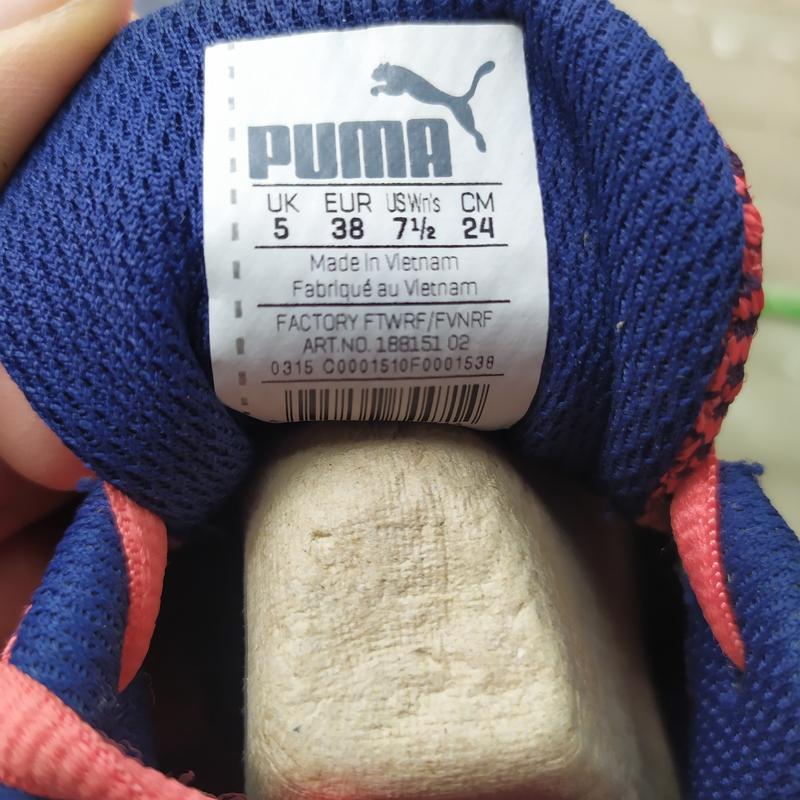 PUMA
UK EUR US Wn's CM
5 38 7½ 24
Made in Vietnam
Fabriqué au Vietnam
FACTORY FTWRF/FVNRF
ART.NO. 188151 02
0315 C0001510F0001538